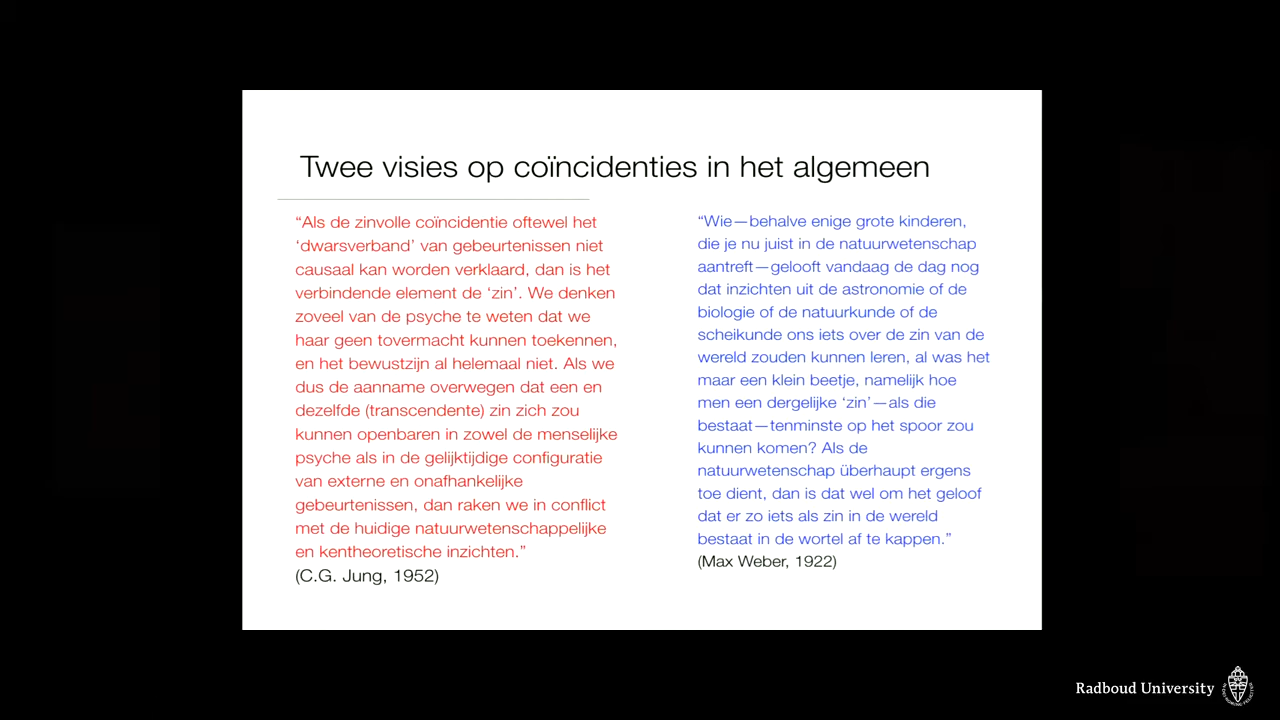 Twee visies op coïncidenties in het algemeen
“Als de zinvolle coïncidentie oftewel het
‘dwarsverband’ van gebeurtenissen niet
causaal kan worden verklaard, dan is het
verbindende element de ‘zin’. We denken
zoveel van de psyche te weten dat we
haar geen tovermacht kunnen toekennen,
en het bewustzijn al helemaal niet. Als we
dus de aanname overwegen dat een en
dezelfde (transcendente) zin zich zou
kunnen openbaren in zowel de menselijke
psyche als in de gelijktijdige configuratie
van externe en onafhankelijke
gebeurtenissen, dan raken we in conflict
met de huidige natuurwetenschappelijke
en kentheoretische inzichten.”
(C.G. Jung, 1952)
“Wie—behalve enige grote kinderen,
die je nu juist in de natuurwetenschap
aantreft—gelooft vandaag de dag nog
dat inzichten uit de astronomie of de
biologie of de natuurkunde of de
scheikunde ons iets over de zin van de
wereld zouden kunnen leren, al was het
maar een klein beetje, namelijk hoe
men een dergelijke ‘zin’—als die
bestaat—tenminste op het spoor zou
kunnen komen? Als de
natuurwetenschap überhaupt ergens
toe dient, dan is dat wel om het geloof
dat er zo iets als zin in de wereld
bestaat in de wortel af te kappen.”
(Max Weber, 1922)
Radboud University